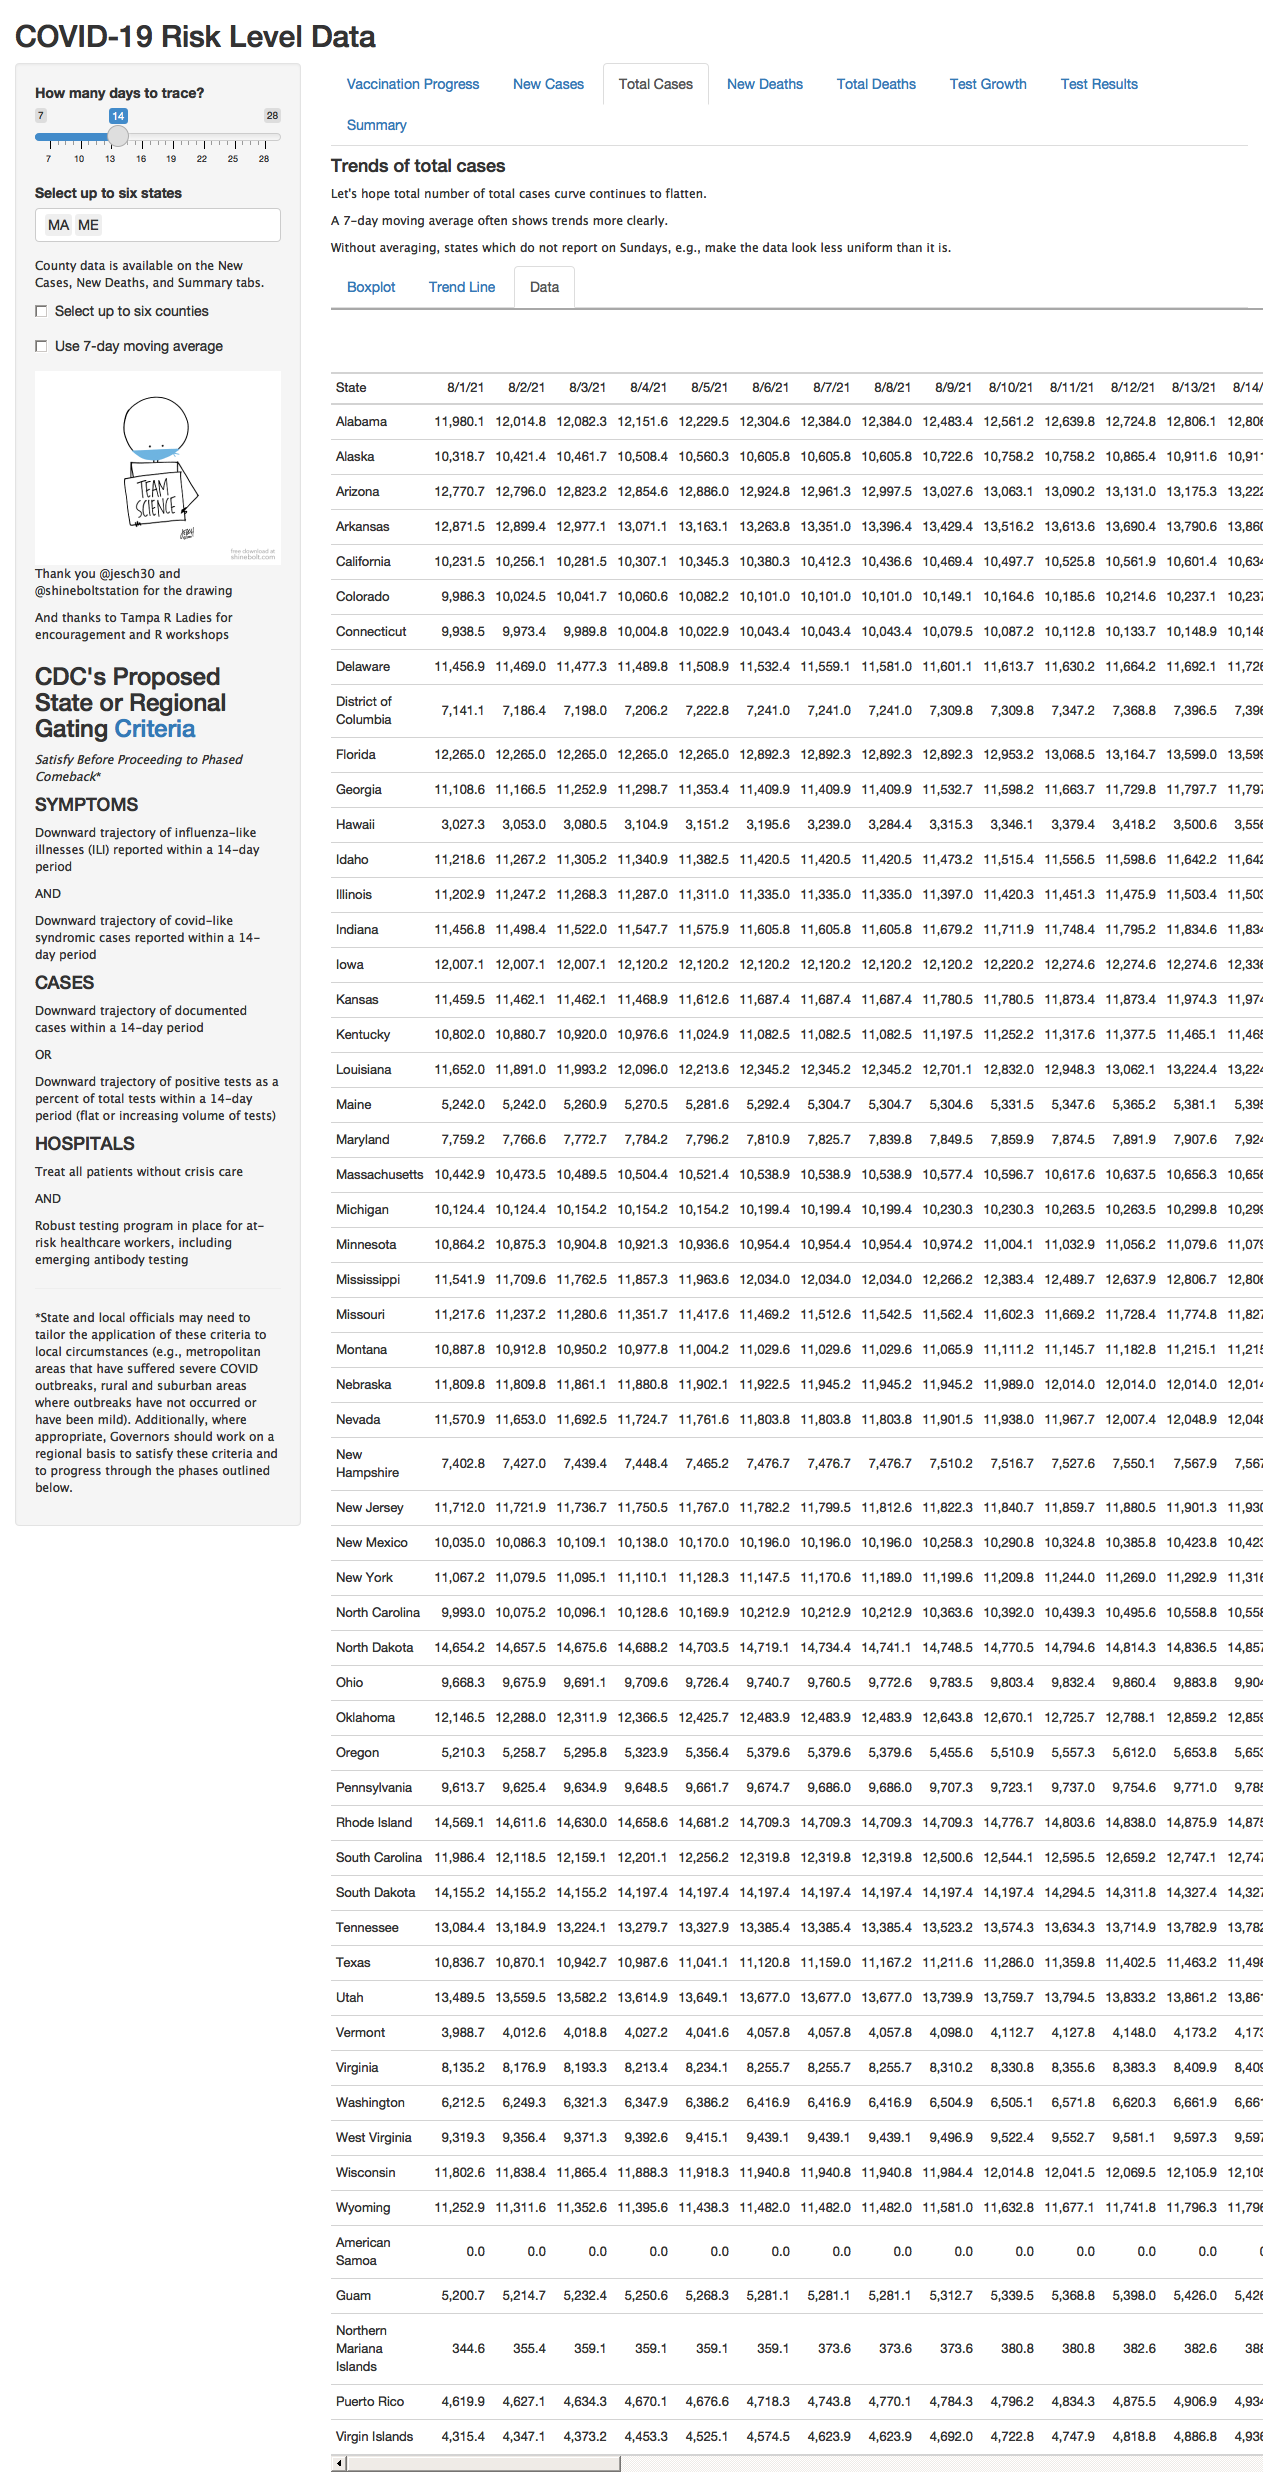 COVID-19 Risk Level Data
How many days to trace?
7 14 28
7 10 13 16 19 22 25 28
Select up to six states
MA ME
County data is available on the New
Cases, New Deaths, and Summary tabs.
Select up to six counties
Use 7-day moving average
TEAM
SCIENCE
free download at
shinebolt.com
Thank you @jesch30 and
@shineboltstation for the drawing
And thanks to Tampa R Ladies for
encouragement and R workshops
CDC's Proposed
State or Regional
Gating Criteria
Satisfy Before Proceeding to Phased
Comeback*
SYMPTOMS
Downward trajectory of influenza-like
illnesses (ILI) reported within a 14-day
period
AND
Downward trajectory of covid-like
syndromic cases reported within a 14-
day period
CASES
Downward trajectory of documented
cases within a 14-day period
OR
Downward trajectory of positive tests as a
percent of total tests within a 14-day
period (flat or increasing volume of tests)
HOSPITALS
Treat all patients without crisis care
AND
Robust testing program in place for at-
risk healthcare workers, including
emerging antibody testing
*State and local officials may need to
tailor the application of these criteria to
local circumstances (e.g., metropolitan
areas that have suffered severe COVID
outbreaks, rural and suburban areas
where outbreaks have not occurred or
have been mild). Additionally, where
appropriate, Governors should work on a
regional basis to satisfy these criteria and
to progress through the phases outlined
below.
Vaccination Progress New Cases Total Cases New Deaths Total Deaths Test Growth Test Results
Summary
Trends of total cases
Let's hope total number of total cases curve continues to flatten.
A 7-day moving average often shows trends more clearly.
Without averaging, states which do not report on Sundays, e.g., make the data look less uniform than it is.
Boxplot Trend Line Data
State 8/1/21 8/2/21 8/3/21 8/4/21 8/5/21 8/6/21 8/7/21 8/8/21 8/9/21 8/10/21 8/11/21 8/12/21 8/13/21 8/14/
Alabama 11,980.1 12,014.8 12,082.3 12,151.6 12,229.5 12,304.6 12,384.0 12,384.0 12,483.4 12,561.2 12,639.8 12,724.8 12,806.1 12,806
Alaska 10,318.7 10,421.4 10,461.7 10,508.4 10,560.3 10,605.8 10,605.8 10,605.8 10,722.6 10,758.2 10,758.2 10,865.4 10,911.6 10,911
Arizona 12,770.7 12,796.0 12,823.2 12,854.6 12,886.0 12,924.8 12,961.3 12,997.5 13,027.6 13,063.1 13,090.2 13,131.0 13,175.3 13,222
Arkansas 12,871.5 12,899.4 12,977.1 13,071.1 13,163.1 13,263.8 13,351.0 13,396.4 13,429.4 13,516.2 13,613.6 13,690.4 13,790.6 13,860
California 10,231.5 10,256.1 10,281.5 10,307.1 10,345.3 10,380.3 10,412.3 10,436.6 10,469.4 10,497.7 10,525.8 10,561.9 10,601.4 10,634
Colorado 9,986.3 10,024.5 10,041.7 10,060.6 10,082.2 10,101.0 10,101.0 10,101.0 10,149.1 10,164.6 10,185.6 10,214.6 10,237.1 10,237
Connecticut 9,938.5 9,973.4 9,989.8 10,004.8 10,022.9 10,043.4 10,043.4 10,043.4 10,079.5 10,087.2 10,112.8 10,133.7 10,148.9 10,148
Delaware 11,456.9 11,469.0 11,477.3 11,489.8 11,508.9 11,532.4 11,559.1 11,581.0 11,601.1 11,613.7 11,630.2 11,664.2 11,692.1 11,726
District of
Columbia 7,141.1 7,186.4 7,198.0 7,206.2 7,222.8 7,241.0 7,241.0 7,241.0 7,309.8 7,309.8 7,347.2 7,368.8 7,396.5 7,396
Florida 12,265.0 12,265.0 12,265.0 12,265.0 12,265.0 12,892.3 12,892.3 12,892.3 12,892.3 12,953.2 13,068.5 13,164.7 13,599.0 13,599
Georgia 11,108.6 11,166.5 11,252.9 11,298.7 11,353.4 11,409.9 11,409.9 11,409.9 11,532.7 11,598.2 11,663.7 11,729.8 11,797.7 11,797
Hawaii 3,027.3 3,053.0 3,080.5 3,104.9 3,151.2 3,195.6 3,239.0 3,284.4 3,315.3 3,346.1 3,379.4 3,418.2 3,500.6 3,556
Idaho 11,218.6 11,267.2 11,305.2 11,340.9 11,382.5 11,420.5 11,420.5 11,420.5 11,473.2 11,515.4 11,556.5 11,598.6 11,642.2 11,642
Illinois 11,202.9 11,247.2 11,268.3 11,287.0 11,311.0 11,335.0 11,335.0 11,335.0 11,397.0 11,420.3 11,451.3 11,475.9 11,503.4 11,503
Indiana 11,456.8 11,498.4 11,522.0 11,547.7 11,575.9 11,605.8 11,605.8 11,605.8 11,679.2 11,711.9 11,748.4 11,795.2 11,834.6 11,834
Iowa 12,007.1 12,007.1 12,007.1 12,120.2 12,120.2 12,120.2 12,120.2 12,120.2 12,120.2 12,220.2 12,274.6 12,274.6 12,274.6 12,336
Kansas 11,459.5 11,462.1 11,462.1 11,468.9 11,612.6 11,687.4 11,687.4 11,687.4 11,780.5 11,780.5 11,873.4 11,873.4 11,974.3 11,974
Kentucky 10,802.0 10,880.7 10,920.0 10,976.6 11,024.9 11,082.5 11,082.5 11,082.5 11,197.5 11,252.2 11,317.6 11,377.5 11,465.1 11,465
Louisiana 11,652.0 11,891.0 11,993.2 12,096.0 12,213.6 12,345.2 12,345.2 12,345.2 12,701.1 12,832.0 12,948.3 13,062.1 13,224.4 13,224
Maine 5,242.0 5,242.0 5,260.9 5,270.5 5,281.6 5,292.4 5,304.7 5,304.7 5,304.6 5,331.5 5,347.6 5,365.2 5,381.1 5,395
Maryland 7,759.2 7,766.6 7,772.7 7,784.2 7,796.2 7,810.9 7,825.7 7,839.8 7,849.5 7,859.9 7,874.5 7,891.9 7,907.6 7,924
Massachusetts 10,442.9 10,473.5 10,489.5 10,504.4 10,521.4 10,538.9 10,538.9 10,538.9 10,577.4 10,596.7 10,617.6 10,637.5 10,656.3 10,656
Michigan 10,124.4 10,124.4 10,154.2 10,154.2 10,154.2 10,199.4 10,199.4 10,199.4 10,230.3 10,230.3 10,263.5 10,263.5 10,299.8 10,299
Minnesota 10,864.2 10,875.3 10,904.8 10,921.3 10,936.6 10,954.4 10,954.4 10,954.4 10,974.2 11,004.1 11,032.9 11,056.2 11,079.6 11,079
Mississippi 11,541.9 11,709.6 11,762.5 11,857.3 11,963.6 12,034.0 12,034.0 12,034.0 12,266.2 12,383.4 12,489.7 12,637.9 12,806.7 12,806
Missouri 11,217.6 11,237.2 11,280.6 11,351.7 11,417.6 11,469.2 11,512.6 11,542.5 11,562.4 11,602.3 11,669.2 11,728.4 11,774.8 11,827
Montana 10,887.8 10,912.8 10,950.2 10,977.8 11,004.2 11,029.6 11,029.6 11,029.6 11,065.9 11,111.2 11,145.7 11,182.8 11,215.1 11,215
Nebraska 11,809.8 11,809.8 11,861.1 11,880.8 11,902.1 11,922.5 11,945.2 11,945.2 11,945.2 11,989.0 12,014.0 12,014.0 12,014.0 12,014
Nevada 11,570.9 11,653.0 11,692.5 11,724.7 11,761.6 11,803.8 11,803.8 11,803.8 11,901.5 11,938.0 11,967.7 12,007.4 12,048.9 12,048
New
Hampshire 7,402.8 7,427.0 7,439.4 7,448.4 7,465.2 7,476.7 7,476.7 7,476.7 7,510.2 7,516.7 7,527.6 7,550.1 7,567.9 7,567
New Jersey 11,712.0 11,721.9 11,736.7 11,750.5 11,767.0 11,782.2 11,799.5 11,812.6 11,822.3 11,840.7 11,859.7 11,880.5 11,901.3 11,930
New Mexico 10,035.0 10,086.3 10,109.1 10,138.0 10,170.0 10,196.0 10,196.0 10,196.0 10,258.3 10,290.8 10,324.8 10,385.8 10,423.8 10,423
New York 11,067.2 11,079.5 11,095.1 11,110.1 11,128.3 11,147.5 11,170.6 11,189.0 11,199.6 11,209.8 11,244.0 11,269.0 11,292.9 11,316
North Carolina 9,993.0 10,075.2 10,096.1 10,128.6 10,169.9 10,212.9 10,212.9 10,212.9 10,363.6 10,392.0 10,439.3 10,495.6 10,558.8 10,558
North Dakota 14,654.2 14,657.5 14,675.6 14,688.2 14,703.5 14,719.1 14,734.4 14,741.1 14,748.5 14,770.5 14,794.6 14,814.3 14,836.5 14,857
Ohio 9,668.3 9,675.9 9,691.1 9,709.6 9,726.4 9,740.7 9,760.5 9,772.6 9,783.5 9,803.4 9,832.4 9,860.4 9,883.8 9,904
Oklahoma 12,146.5 12,288.0 12,311.9 12,366.5 12,425.7 12,483.9 12,483.9 12,483.9 12,643.8 12,670.1 12,725.7 12,788.1 12,859.2 12,859
Oregon 5,210.3 5,258.7 5,295.8 5,323.9 5,356.4 5,379.6 5,379.6 5,379.6 5,455.6 5,510.9 5,557.3 5,612.0 5,653.8 5,653
Pennsylvania 9,613.7 9,625.4 9,634.9 9,648.5 9,661.7 9,674.7 9,686.0 9,686.0 9,707.3 9,723.1 9,737.0 9,754.6 9,771.0 9,785
Rhode Island 14,569.1 14,611.6 14,630.0 14,658.6 14,681.2 14,709.3 14,709.3 14,709.3 14,709.3 14,776.7 14,803.6 14,838.0 14,875.9 14,875
South Carolina 11,986.4 12,118.5 12,159.1 12,201.1 12,256.2 12,319.8 12,319.8 12,319.8 12,500.6 12,544.1 12,595.5 12,659.2 12,747.1 12,747
South Dakota 14,155.2 14,155.2 14,155.2 14,197.4 14,197.4 14,197.4 14,197.4 14,197.4 14,197.4 14,197.4 14,294.5 14,311.8 14,327.4 14,327
Tennessee 13,084.4 13,184.9 13,224.1 13,279.7 13,327.9 13,385.4 13,385.4 13,385.4 13,523.2 13,574.3 13,634.3 13,714.9 13,782.9 13,782
Texas 10,836.7 10,870.1 10,942.7 10,987.6 11,041.1 11,120.8 11,159.0 11,167.2 11,211.6 11,286.0 11,359.8 11,402.5 11,463.2 11,498
Utah 13,489.5 13,559.5 13,582.2 13,614.9 13,649.1 13,677.0 13,677.0 13,677.0 13,739.9 13,759.7 13,794.5 13,833.2 13,861.2 13,861
Vermont 3,988.7 4,012.6 4,018.8 4,027.2 4,041.6 4,057.8 4,057.8 4,057.8 4,098.0 4,112.7 4,127.8 4,148.0 4,173.2 4,173
Virginia 8,135.2 8,176.9 8,193.3 8,213.4 8,234.1 8,255.7 8,255.7 8,255.7 8,310.2 8,330.8 8,355.6 8,383.3 8,409.9 8,409
Washington 6,212.5 6,249.3 6,321.3 6,347.9 6,386.2 6,416.9 6,416.9 6,416.9 6,504.9 6,505.1 6,571.8 6,620.3 6,661.9 6,661
West Virginia 9,319.3 9,356.4 9,371.3 9,392.6 9,415.1 9,439.1 9,439.1 9,439.1 9,496.9 9,522.4 9,552.7 9,581.1 9,597.3 9,597
Wisconsin 11,802.6 11,838.4 11,865.4 11,888.3 11,918.3 11,940.8 11,940.8 11,940.8 11,984.4 12,014.8 12,041.5 12,069.5 12,105.9 12,105
Wyoming 11,252.9 11,311.6 11,352.6 11,395.6 11,438.3 11,482.0 11,482.0 11,482.0 11,581.0 11,632.8 11,677.1 11,741.8 11,796.3 11,796
American
Samoa 0.0 0.0 0.0 0.0 0.0 0.0 0.0 0.0 0.0 0.0 0.0 0.0 0.0
Guam 5,200.7 5,214.7 5,232.4 5,250.6 5,268.3 5,281.1 5,281.1 5,281.1 5,312.7 5,339.5 5,368.8 5,398.0 5,426.0 5,426
Northern
Mariana
Islands 344.6 355.4 359.1 359.1 359.1 359.1 373.6 373.6 373.6 380.8 380.8 382.6 382.6 388
Puerto Rico 4,619.9 4,627.1 4,634.3 4,670.1 4,676.6 4,718.3 4,743.8 4,770.1 4,784.3 4,796.2 4,834.3 4,875.5 4,906.9 4,934
Virgin Islands 4,315.4 4,347.1 4,373.2 4,453.3 4,525.1 4,574.5 4,623.9 4,623.9 4,692.0 4,722.8 4,747.9 4,818.8 4,886.8 4,936